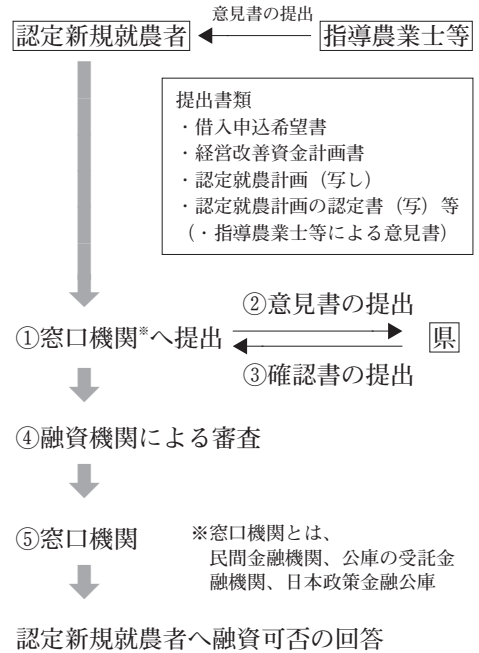 意見書の提出
認定新規就農者
指導農業士等
提出書類
・借入申込希望書
・経営改善資金計画書
・認定就農計画（写し）
・認定就農計画の認定書（写）等
（・指導農業士等による意見書）
②意見書の提出
①窓口機関※へ提出
県
③確認書の提出
④融資機関による審査
⑤窓口機関
※窓口機関とは、
民間金融機関、公庫の受託金
融機関、日本政策金融公庫
認定新規就農者へ融資可否の回答